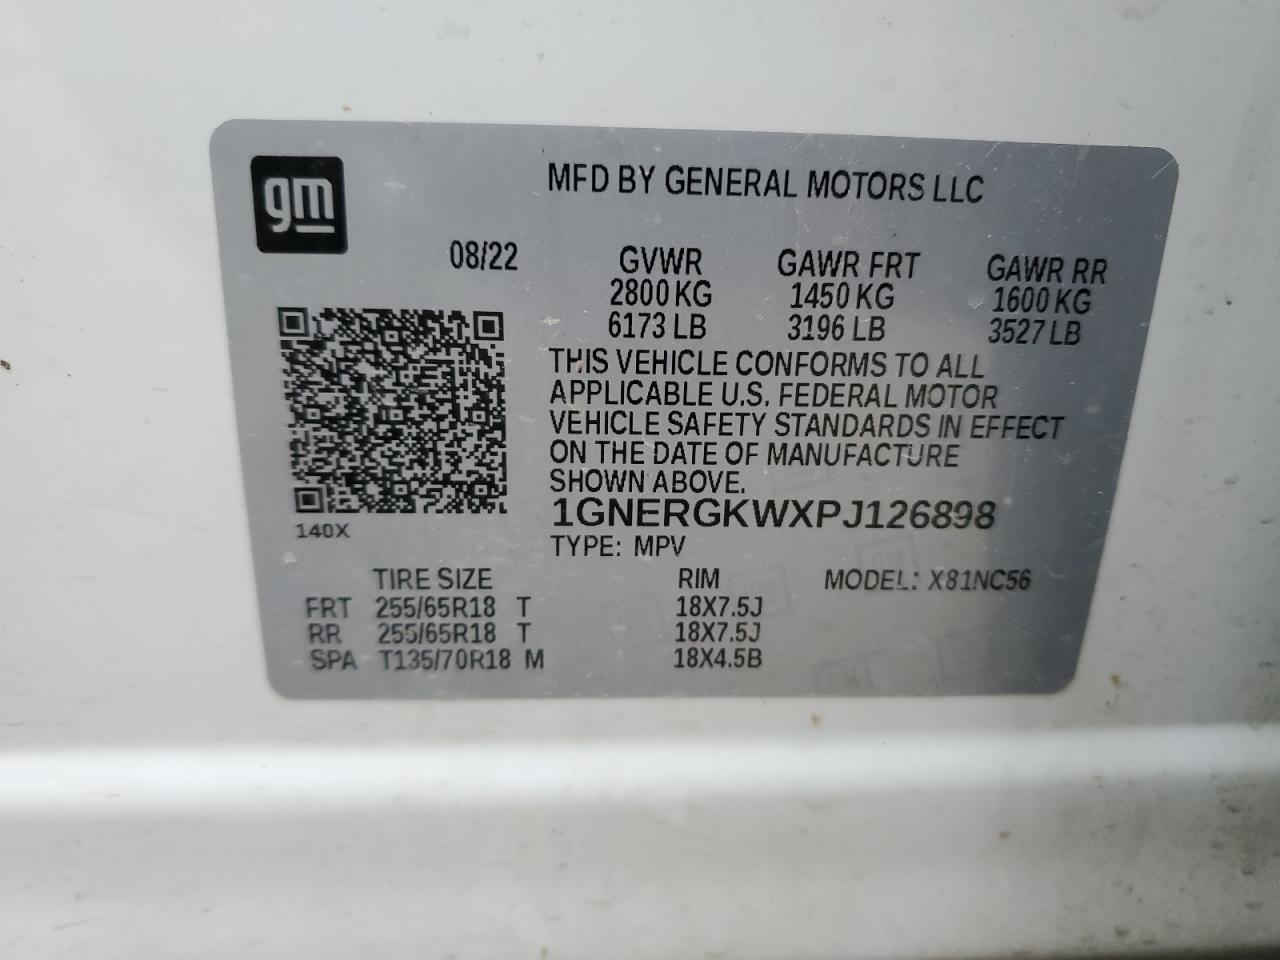 gm
MFD BY GENERAL MOTORS LLC
08/22 GVWR GAWR FRT GAWR RR
2800 KG 1450 KG 1600 KG
6173 LB 3196 LB 3527 LB
THIS VEHICLE CONFORMS TO ALL
APPLICABLE U.S. FEDERAL MOTOR
VEHICLE SAFETY STANDARDS IN EFFECT
ON THE DATE OF MANUFACTURE
SHOWN ABOVE.
1GNERGKWXPJ126898
140X
TYPE: MPV
TIRE SIZE RIM MODEL: X81NC56
FRT 255/65R18 T 18X7.5J
RR 255/65R18 T 18X7.5J
SPA T135/70R18 M 18X4.5B